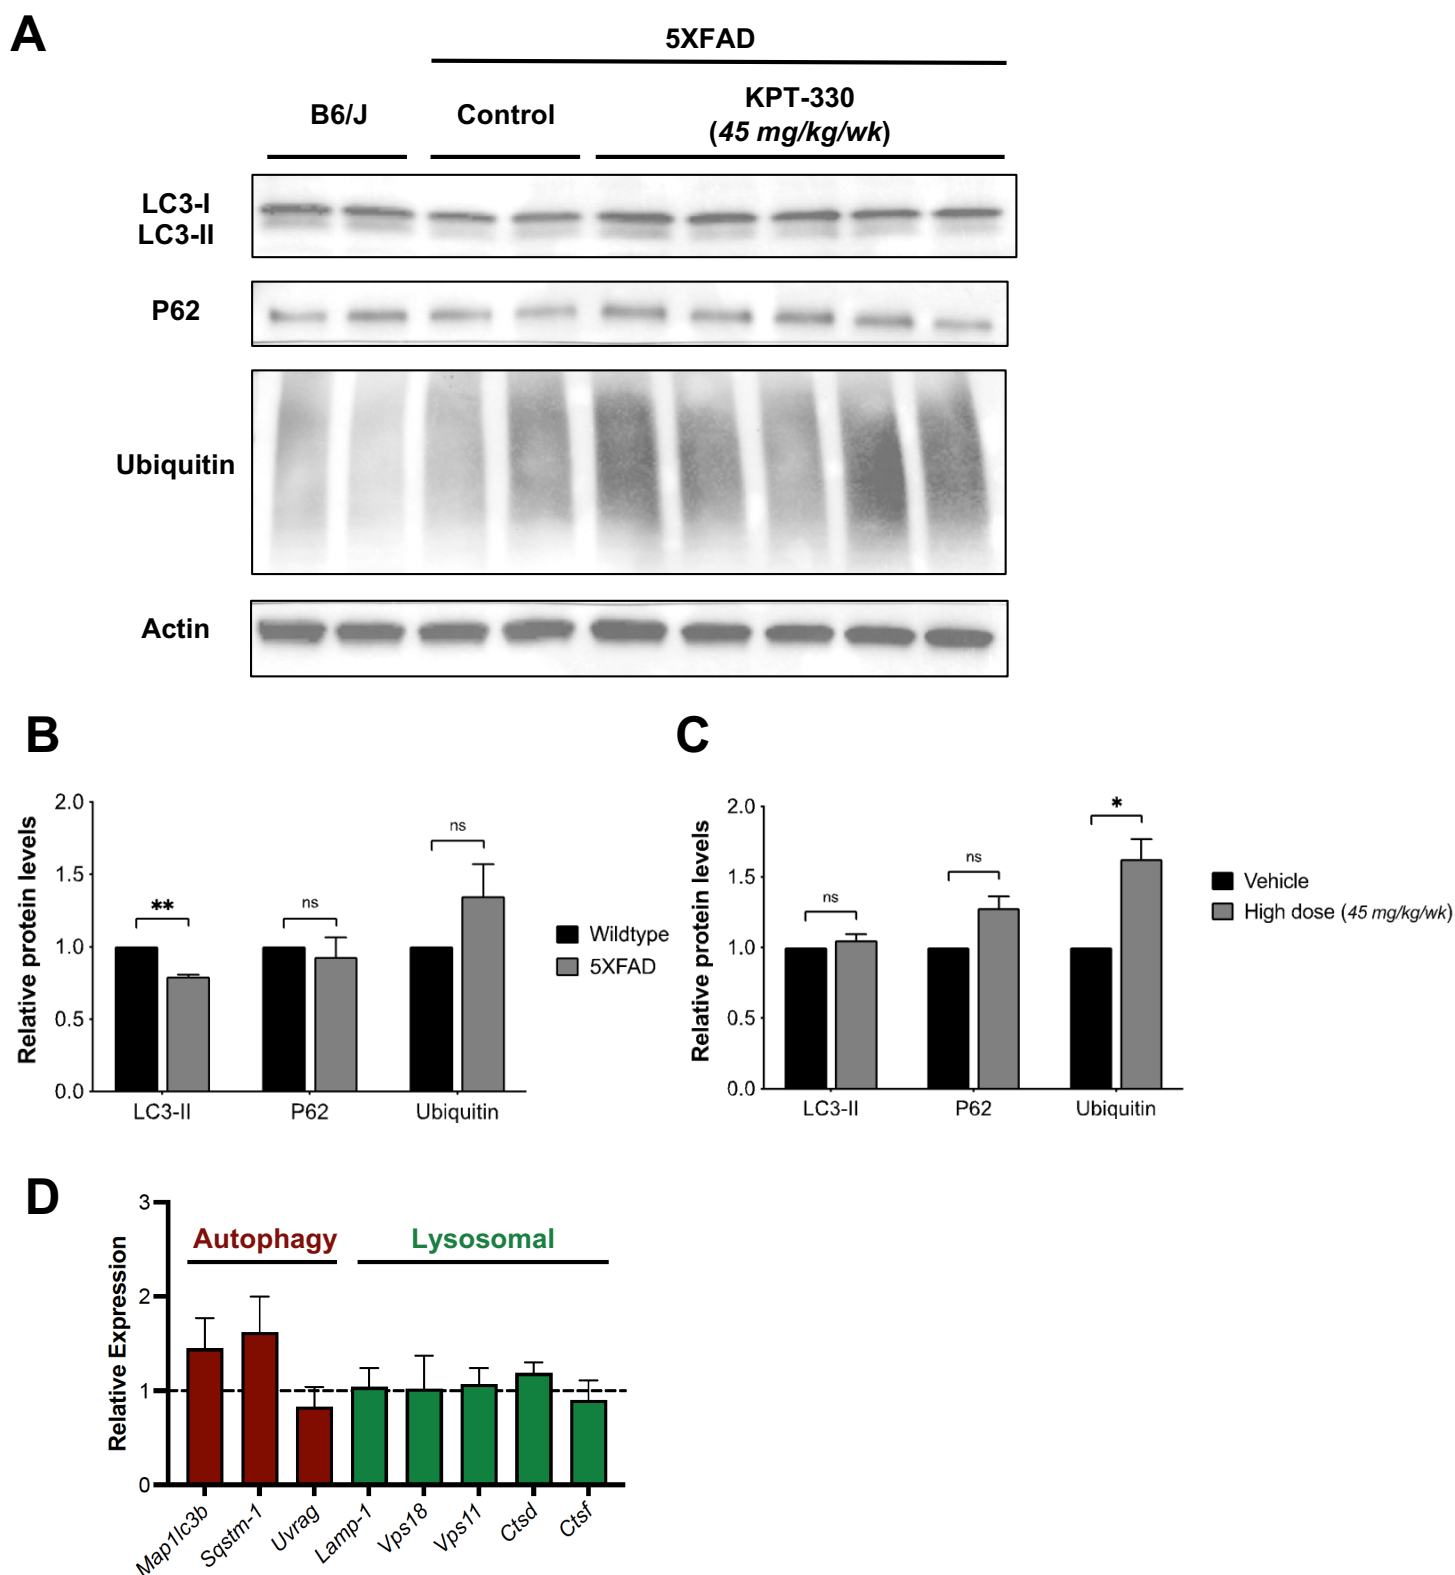 A
5XFAD
B6/J
Control
KPT-330
(45 mg/kg/wk)
LC3-I
LC3-II
P62
Ubiquitin
Actin
B
Relative protein levels
2.0
1.5
1.0
0.5
0.0
**
ns
ns
LC3-II
P62
Ubiquitin
Wildtype
5XFAD
C
Relative protein levels
2.0
1.5
1.0
0.5
0.0
ns
ns
*
LC3-II
P62
Ubiquitin
Vehicle
High dose (45 mg/kg/wk)
D
Relative Expression
3
2
1
0
Autophagy
Lysosomal
Map1lc3b
Sqstm-1
Uvrag
Lamp-1
Vps18
Vps11
Ctsd
Ctsf